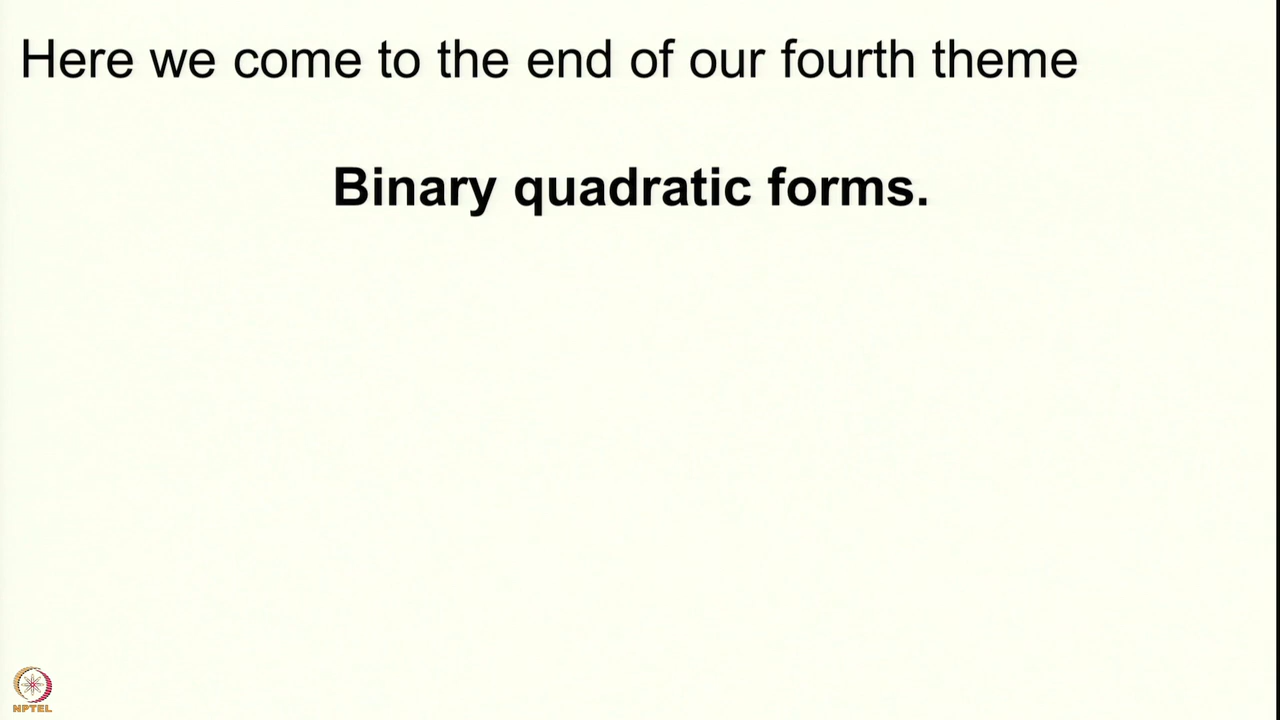 Here we come to the end of our fourth theme
Binary quadratic forms.
NPTEL